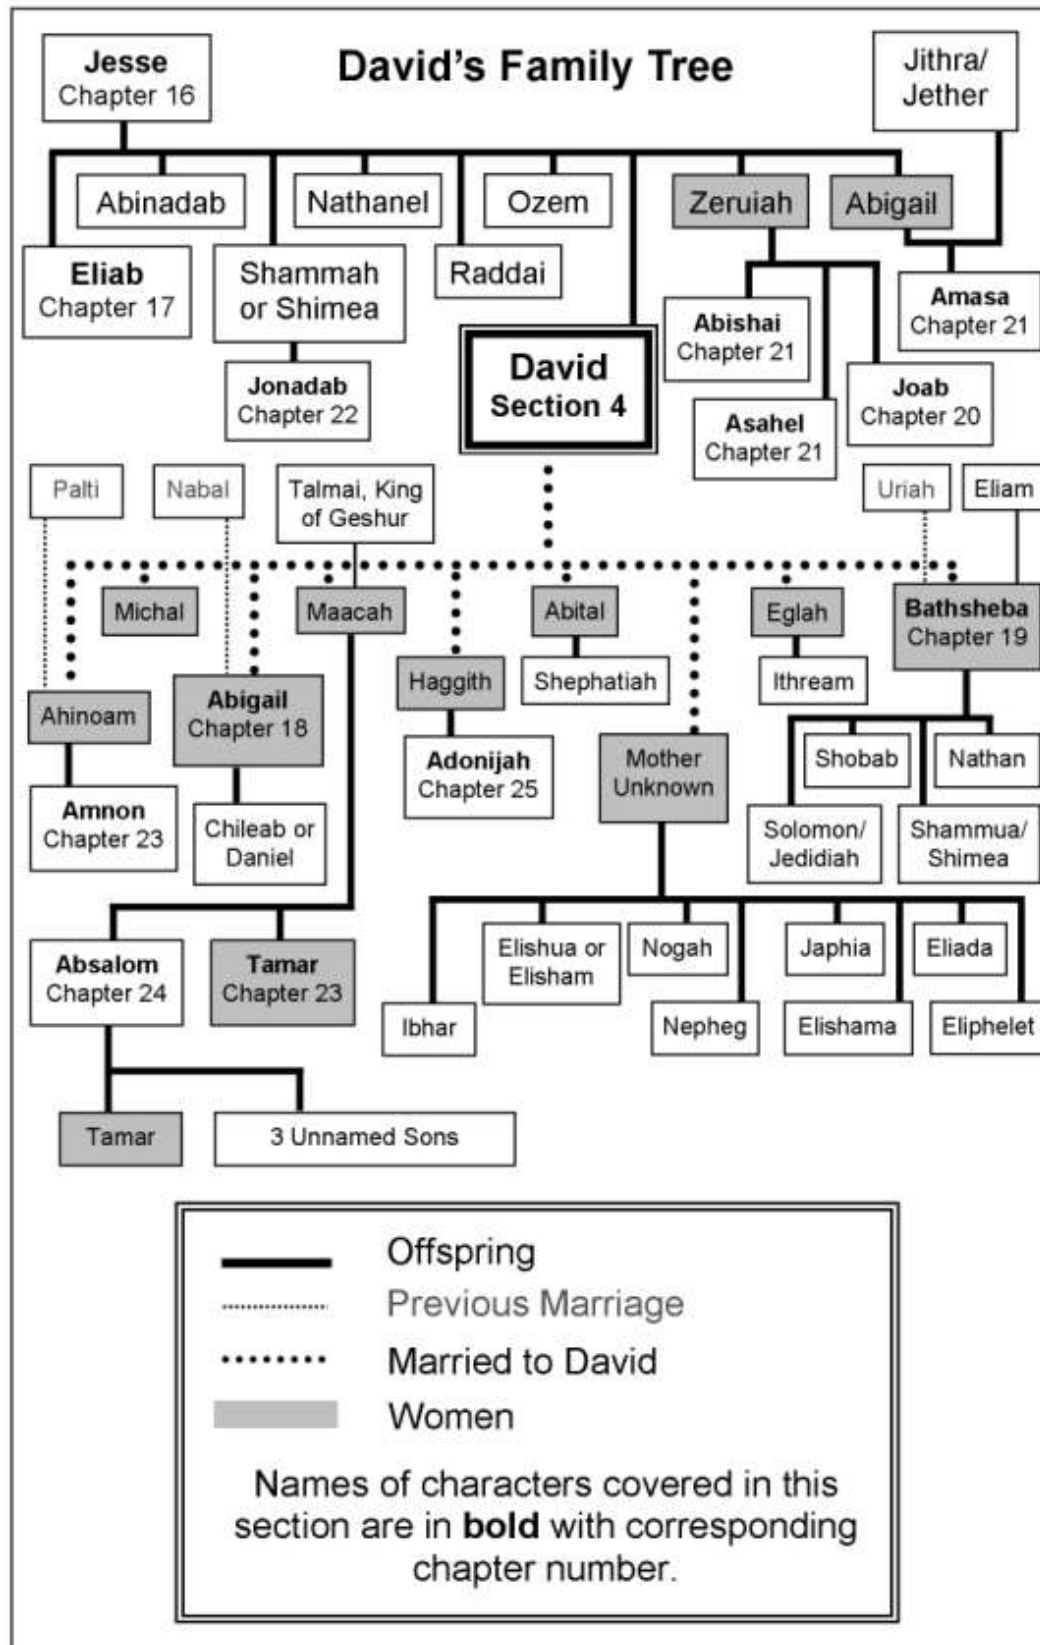 David's Family Tree
Jesse
Chapter 16
Jithra/
Jether
Abinadab
Nathanel
Ozem
Zeruiah
Abigail
Eliab
Chapter 17
Shammah
or Shimea
Raddai
Abishai
Chapter 21
Amasa
Chapter 21
David
Section 4
Jonadab
Chapter 22
Asahel
Chapter 21
Joab
Chapter 20
Palti
Nabal
Talmai, King
of Geshur
Uriah
Eliam
Michal
Maacah
Abital
Eglah
Bathsheba
Chapter 19
Ahinoam
Abigail
Chapter 18
Haggith
Shephatiah
Ithream
Amnon
Chapter 23
Chileab or
Daniel
Adonijah
Chapter 25
Mother
Unknown
Shobab
Nathan
Solomon/
Jedidiah
Shammua/
Shimea
Absalom
Chapter 24
Tamar
Chapter 23
Ibhar
Elishua or
Elisham
Nogah
Nepheg
Japhia
Elishama
Eliada
Eliphelet
Tamar
3 Unnamed Sons
Offspring
Previous Marriage
Married to David
Women
Names of characters covered in this
section are in bold with corresponding
chapter number.